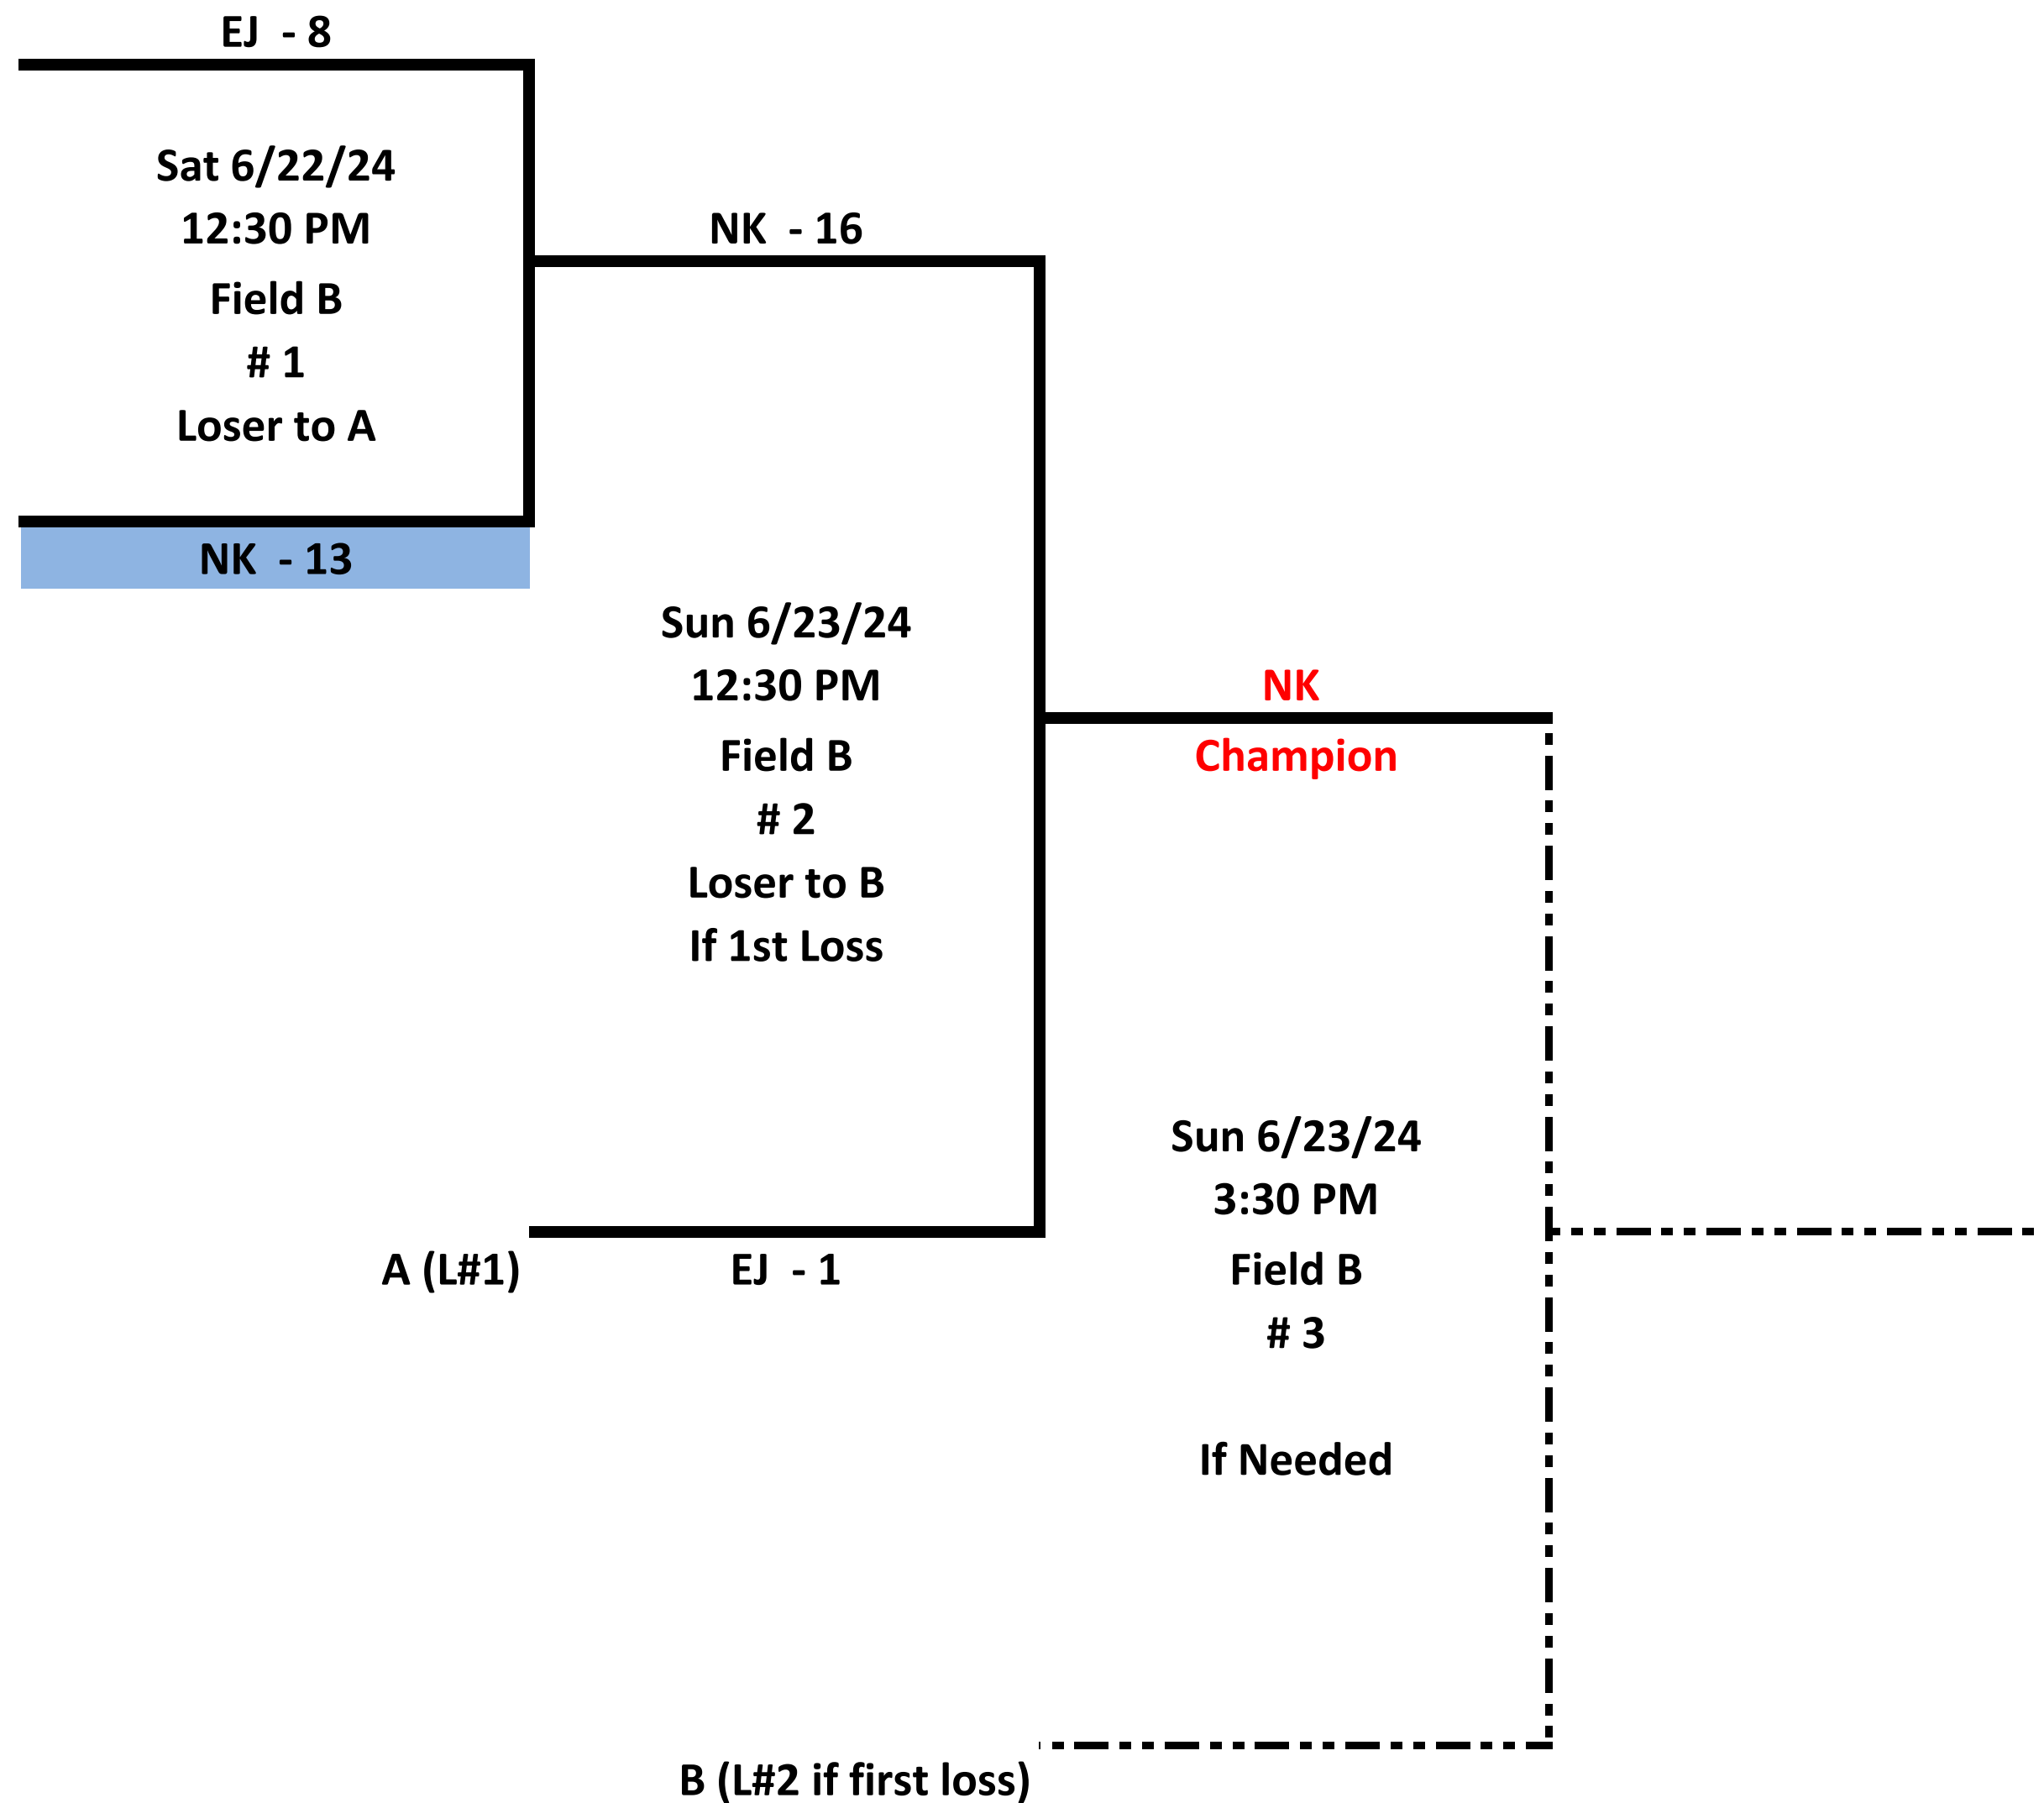 EJ - 8
Sat 6/22/24
12:30 PM
Field B
# 1
Loser to A
NK - 13
NK - 16
Sun 6/23/24
12:30 PM
Field B
# 2
Loser to B
If 1st Loss
A (L#1)
EJ - 1
NK
Champion
Sun 6/23/24
3:30 PM
Field B
# 3
If Needed
B (L#2 if first loss)